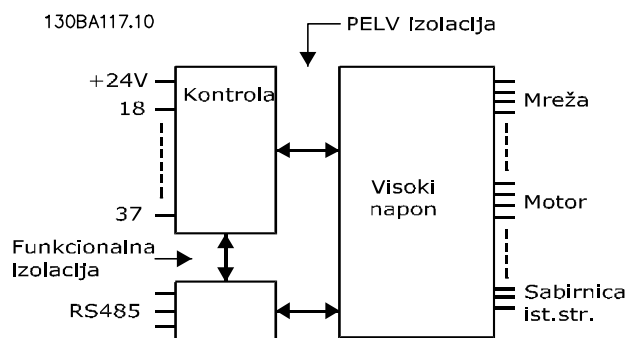 130BA117.10
PELV izolacija
+24V
Kontrola
18
37
Mreža
Visoki
napon
Motor
Funkcionalna
izolacija
RS485
Sabirnica
ist.str.